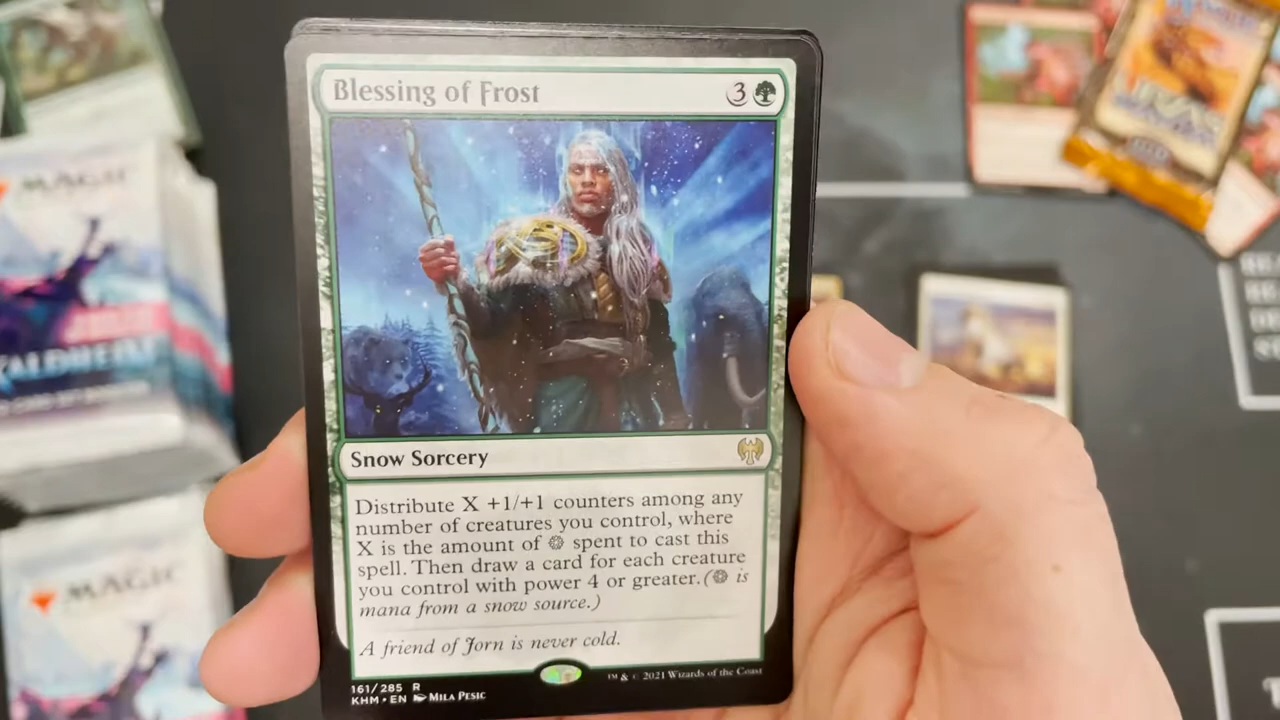 Blessing of Frost
3
Snow Sorcery
Distribute X +1/+1 counters among any
number of creatures you control, where
X is the amount of spent to cast this
spell. Then draw a card for each creature
you control with power 4 or greater. ( is
mana from a snow source.)
A friend of Jorn is never cold.
161/285 R
KHM • EN MILA PESIC
™ & © 2021 Wizards of the Coast
MAGIC
MAGIC